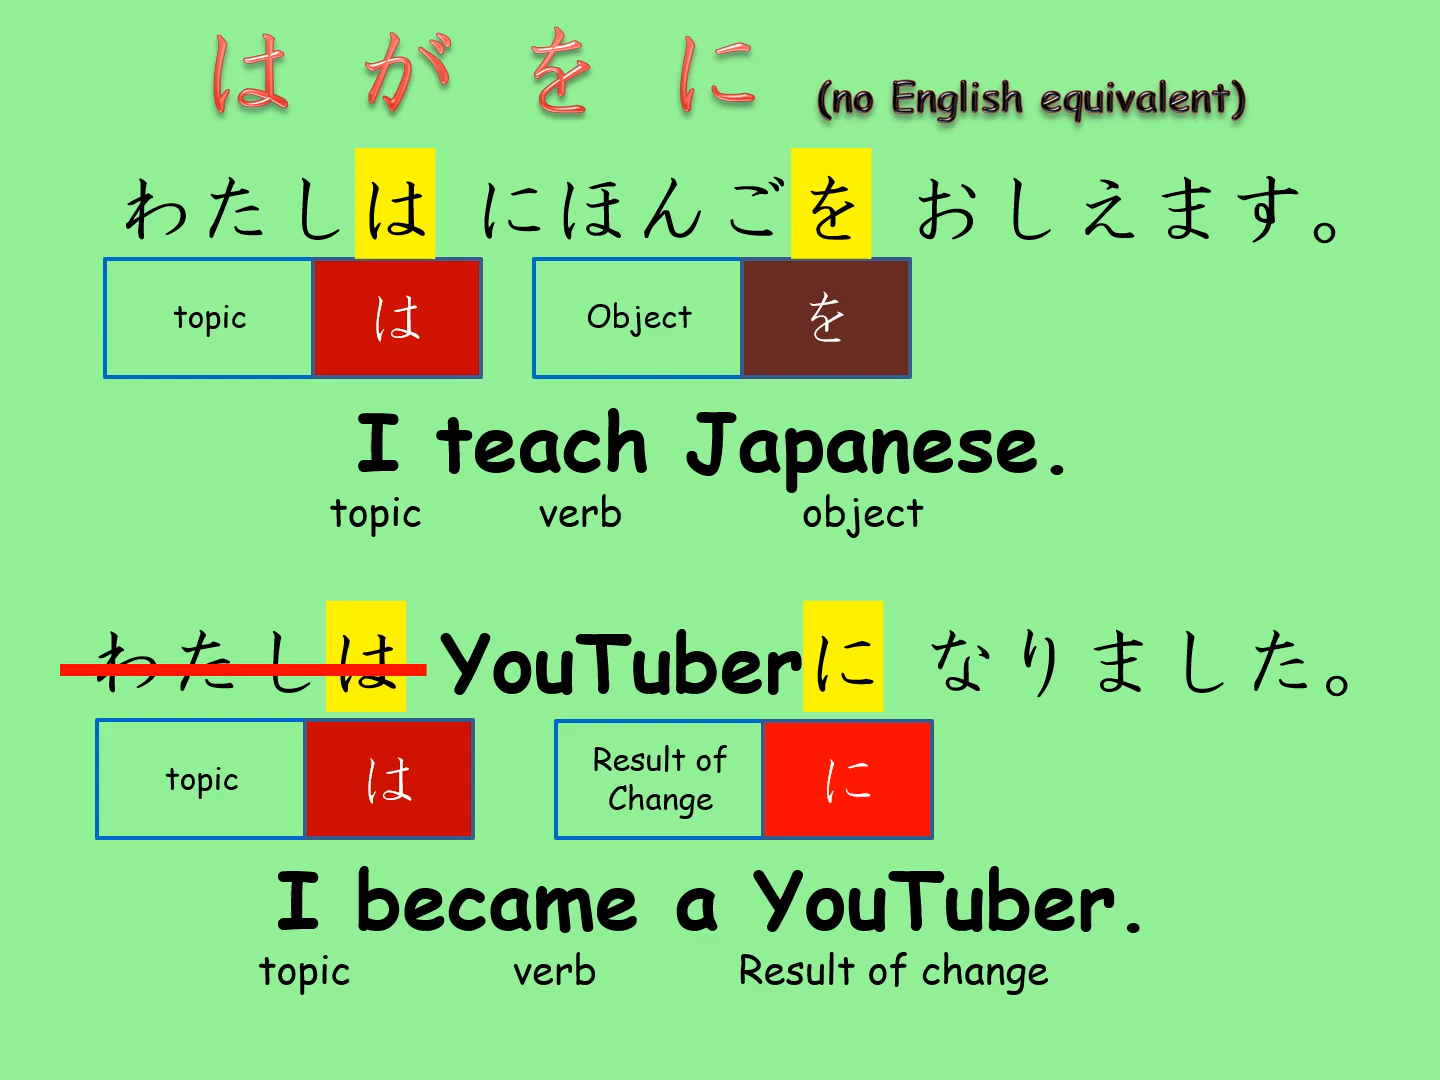 は が を に (no English equivalent)
わたしは にほんごを おしえます。
topic は Object を
I teach Japanese.
topic verb object
わたしは YouTuberに なりました。
topic は Result of Change に
I became a YouTuber.
topic verb Result of change